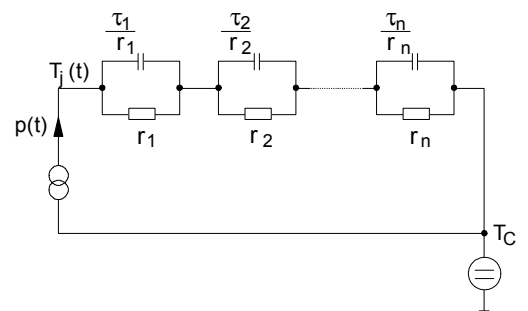 τ1 τ2 τn
r1 r2 rn
Tj(t)
p(t)
r1 r2 rn
TC